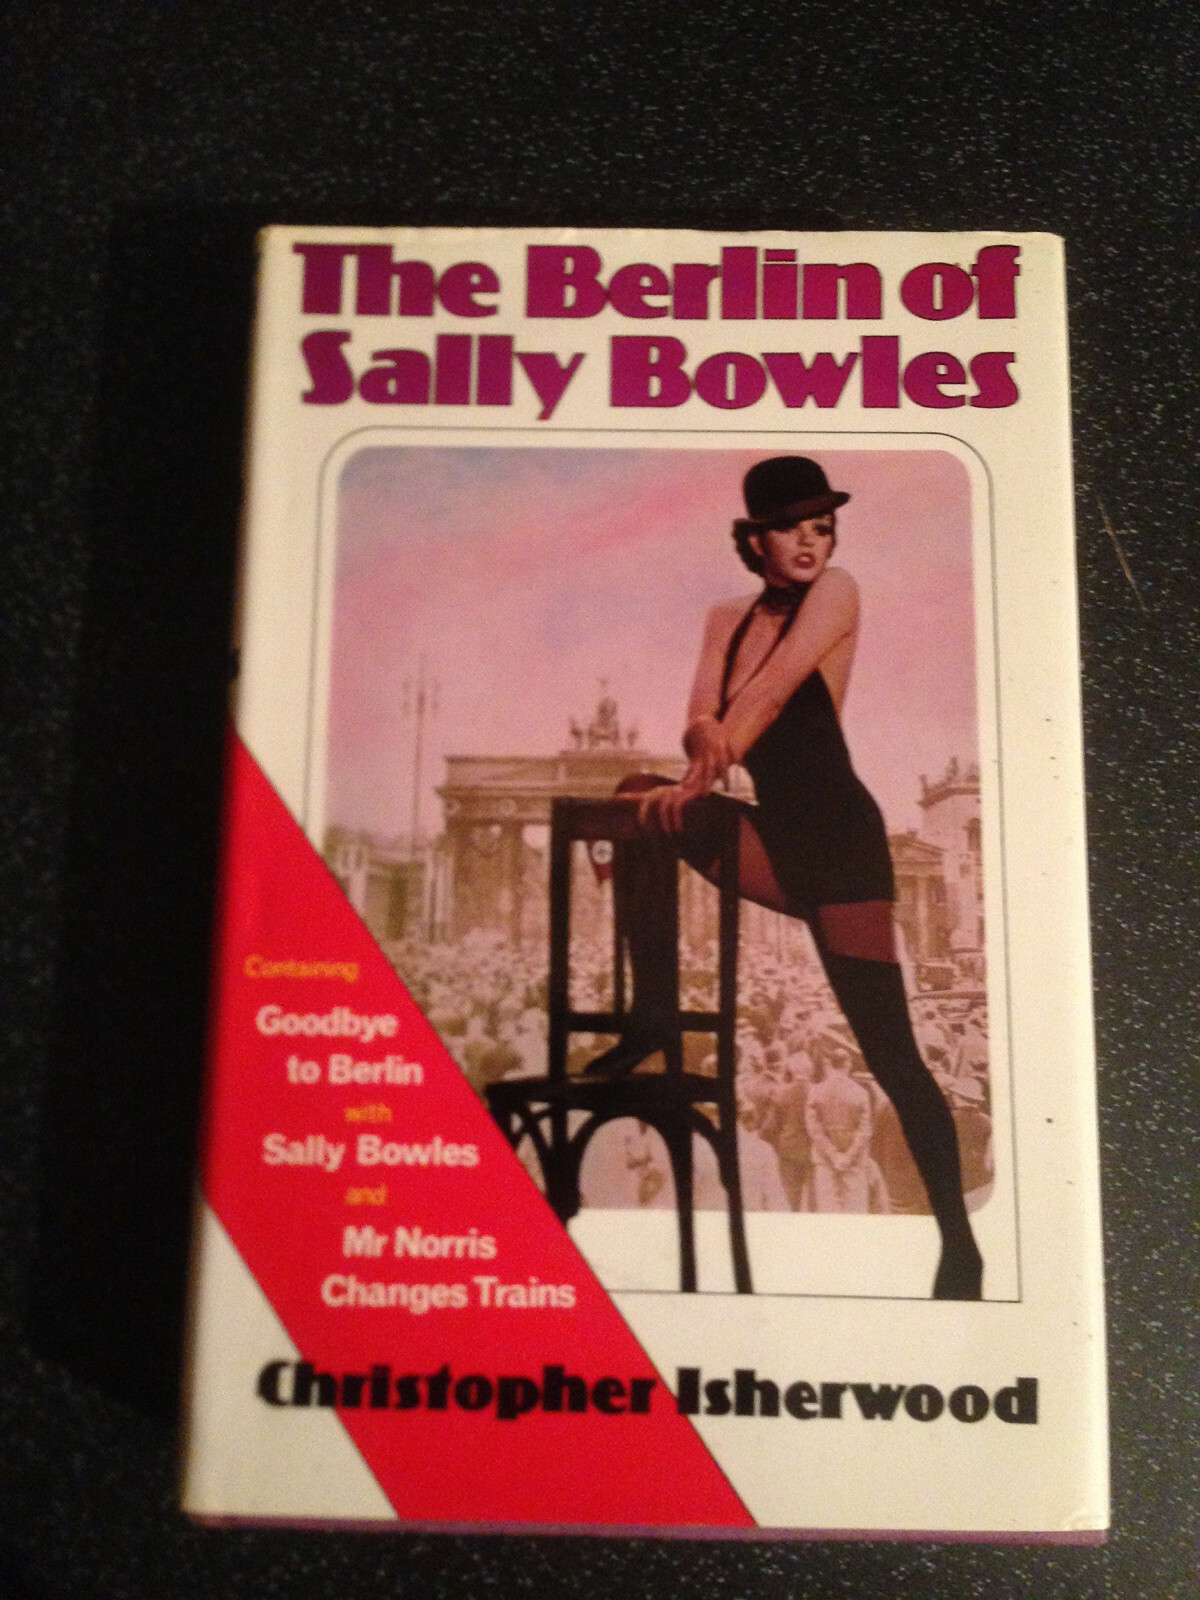 The Berlin of
Sally Bowles
Containing
Goodbye
to Berlin
with
Sally Bowles
and
Mr Norris
Changes Trains
Christopher Isherwood